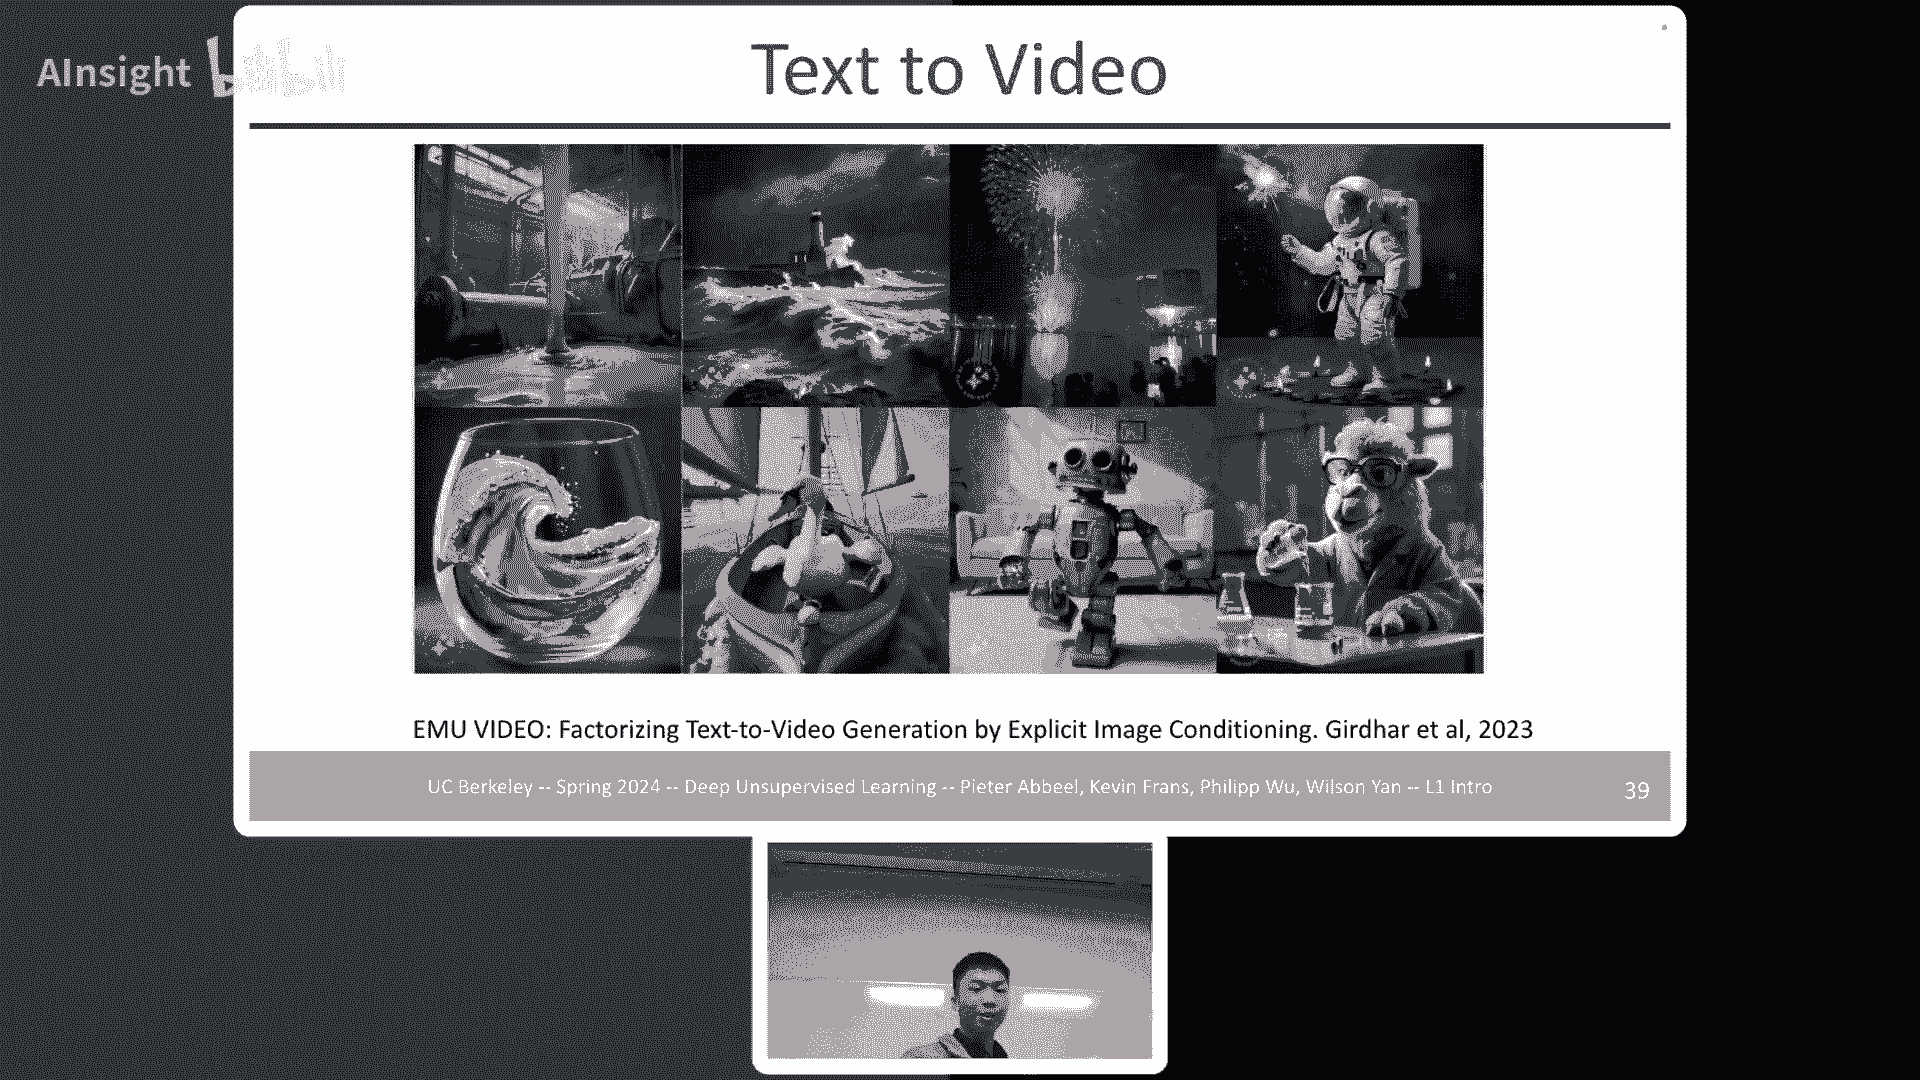 AInsight bilibili
Text to Video
EMU VIDEO: Factorizing Text-to-Video Generation by Explicit Image Conditioning. Girdhar et al, 2023
UC Berkeley -- Spring 2024 -- Deep Unsupervised Learning -- Pieter Abbeel, Kevin Frans, Philipp Wu, Wilson Yan -- L1 Intro
39